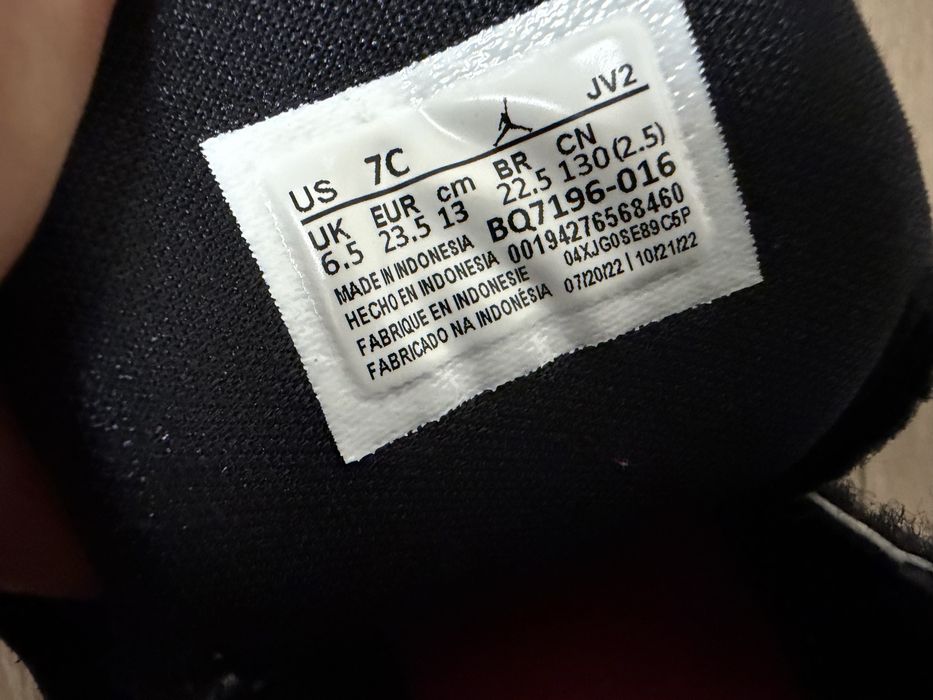 US 7C JV2
UK EUR cm BR CN
6.5 23.5 13 22.5 130(2.5)
MADE IN INDONESIA BQ7196-016
HECHO EN INDONESIA 00194276568460
FABRIQUE EN INDONESIE 04XJG0SE89C5P
FABRICADO NA INDONÉSIA 07/20/22 | 10/21/22